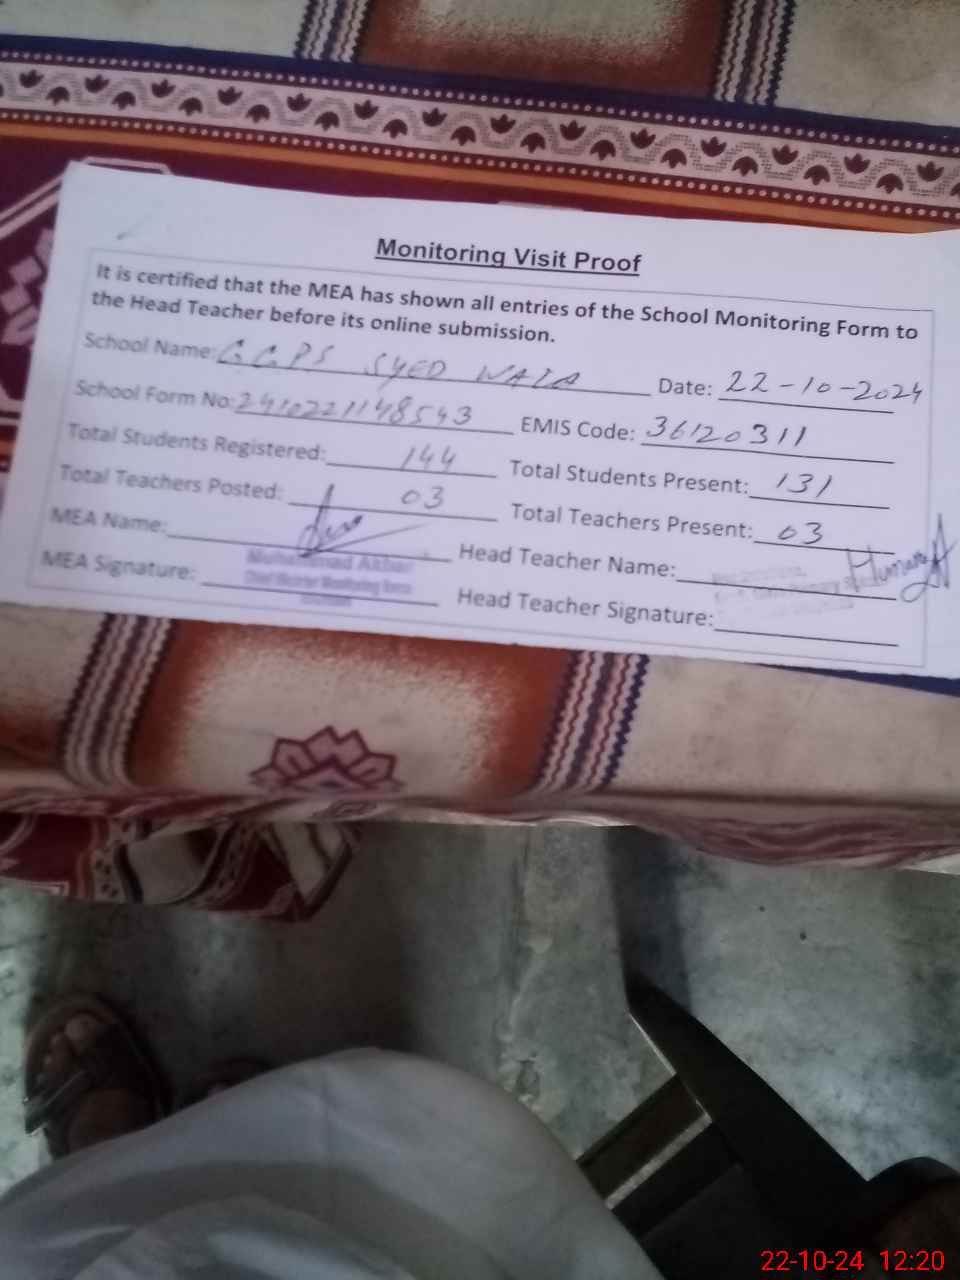 Monitoring Visit Proof
It is certified that the MEA has shown all entries of the School Monitoring Form to
the Head Teacher before its online submission.
School Name: GGPS SYED WALA Date: 22-10-2024
School Form No: 2410221148543 EMIS Code: 36120311
Total Students Registered: 144 Total Students Present: 131
Total Teachers Posted: 03 Total Teachers Present: 03
MEA Name: Head Teacher Name:
Muhammad Akbar
MEA Signature: Head Teacher Signature:
22-10-24 12:20